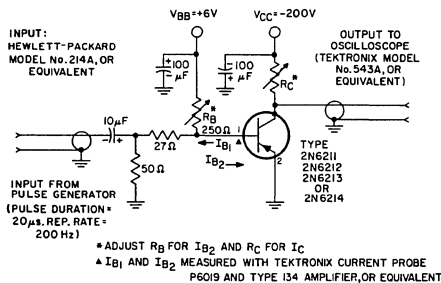 VBB=+6V
VCC=-200V
INPUT:
HEWLETT-PACKARD
MODEL No.214A, OR
EQUIVALENT
OUTPUT TO
OSCILLOSCOPE
(TEKTRONIX MODEL
No.543A, OR
EQUIVALENT)
+
100
μF
+
100
μF
RB*
250Ω
RC*
10μF
- +
27Ω
50Ω
IB1▲
IB2
1
2
TYPE
2N6211
2N6212
2N6213
OR
2N6214
INPUT FROM
PULSE GENERATOR
(PULSE DURATION=
20μs. REP. RATE=
200 Hz)
* ADJUST RB FOR IB2 AND RC FOR IC
▲ IB1 AND IB2 MEASURED WITH TEKTRONIX CURRENT PROBE
P6019 AND TYPE 134 AMPLIFIER, OR EQUIVALENT